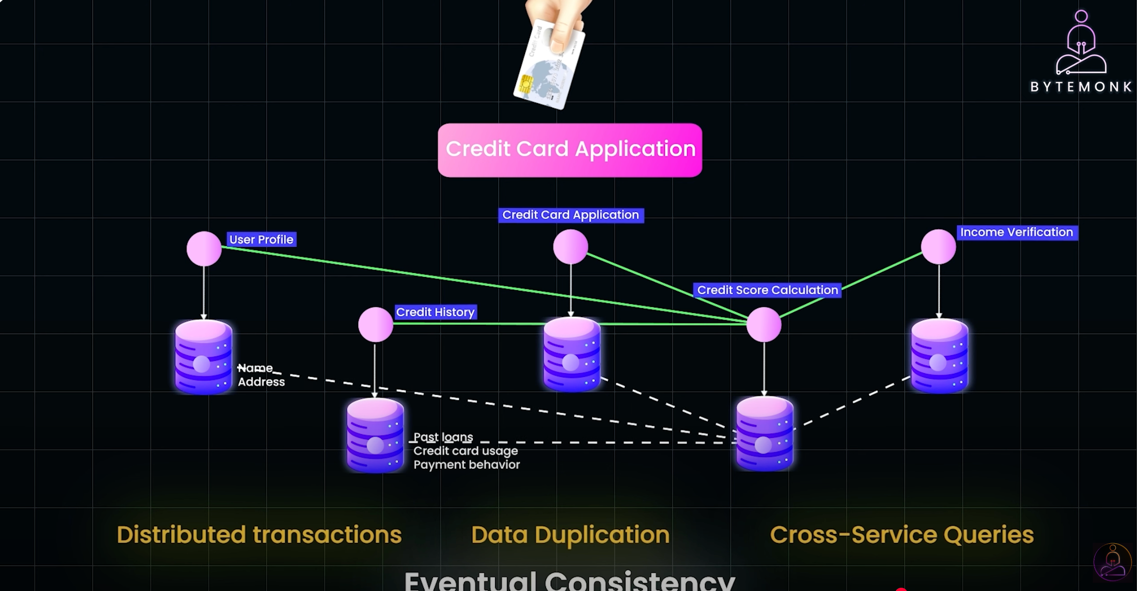 BYTEMONK
Credit Card Application
Credit Card Application
User Profile
Income Verification
Credit Score Calculation
Credit History
Name
Address
Past loans
Credit card usage
Payment behavior
Distributed transactions
Data Duplication
Cross-Service Queries
Eventual Consistency